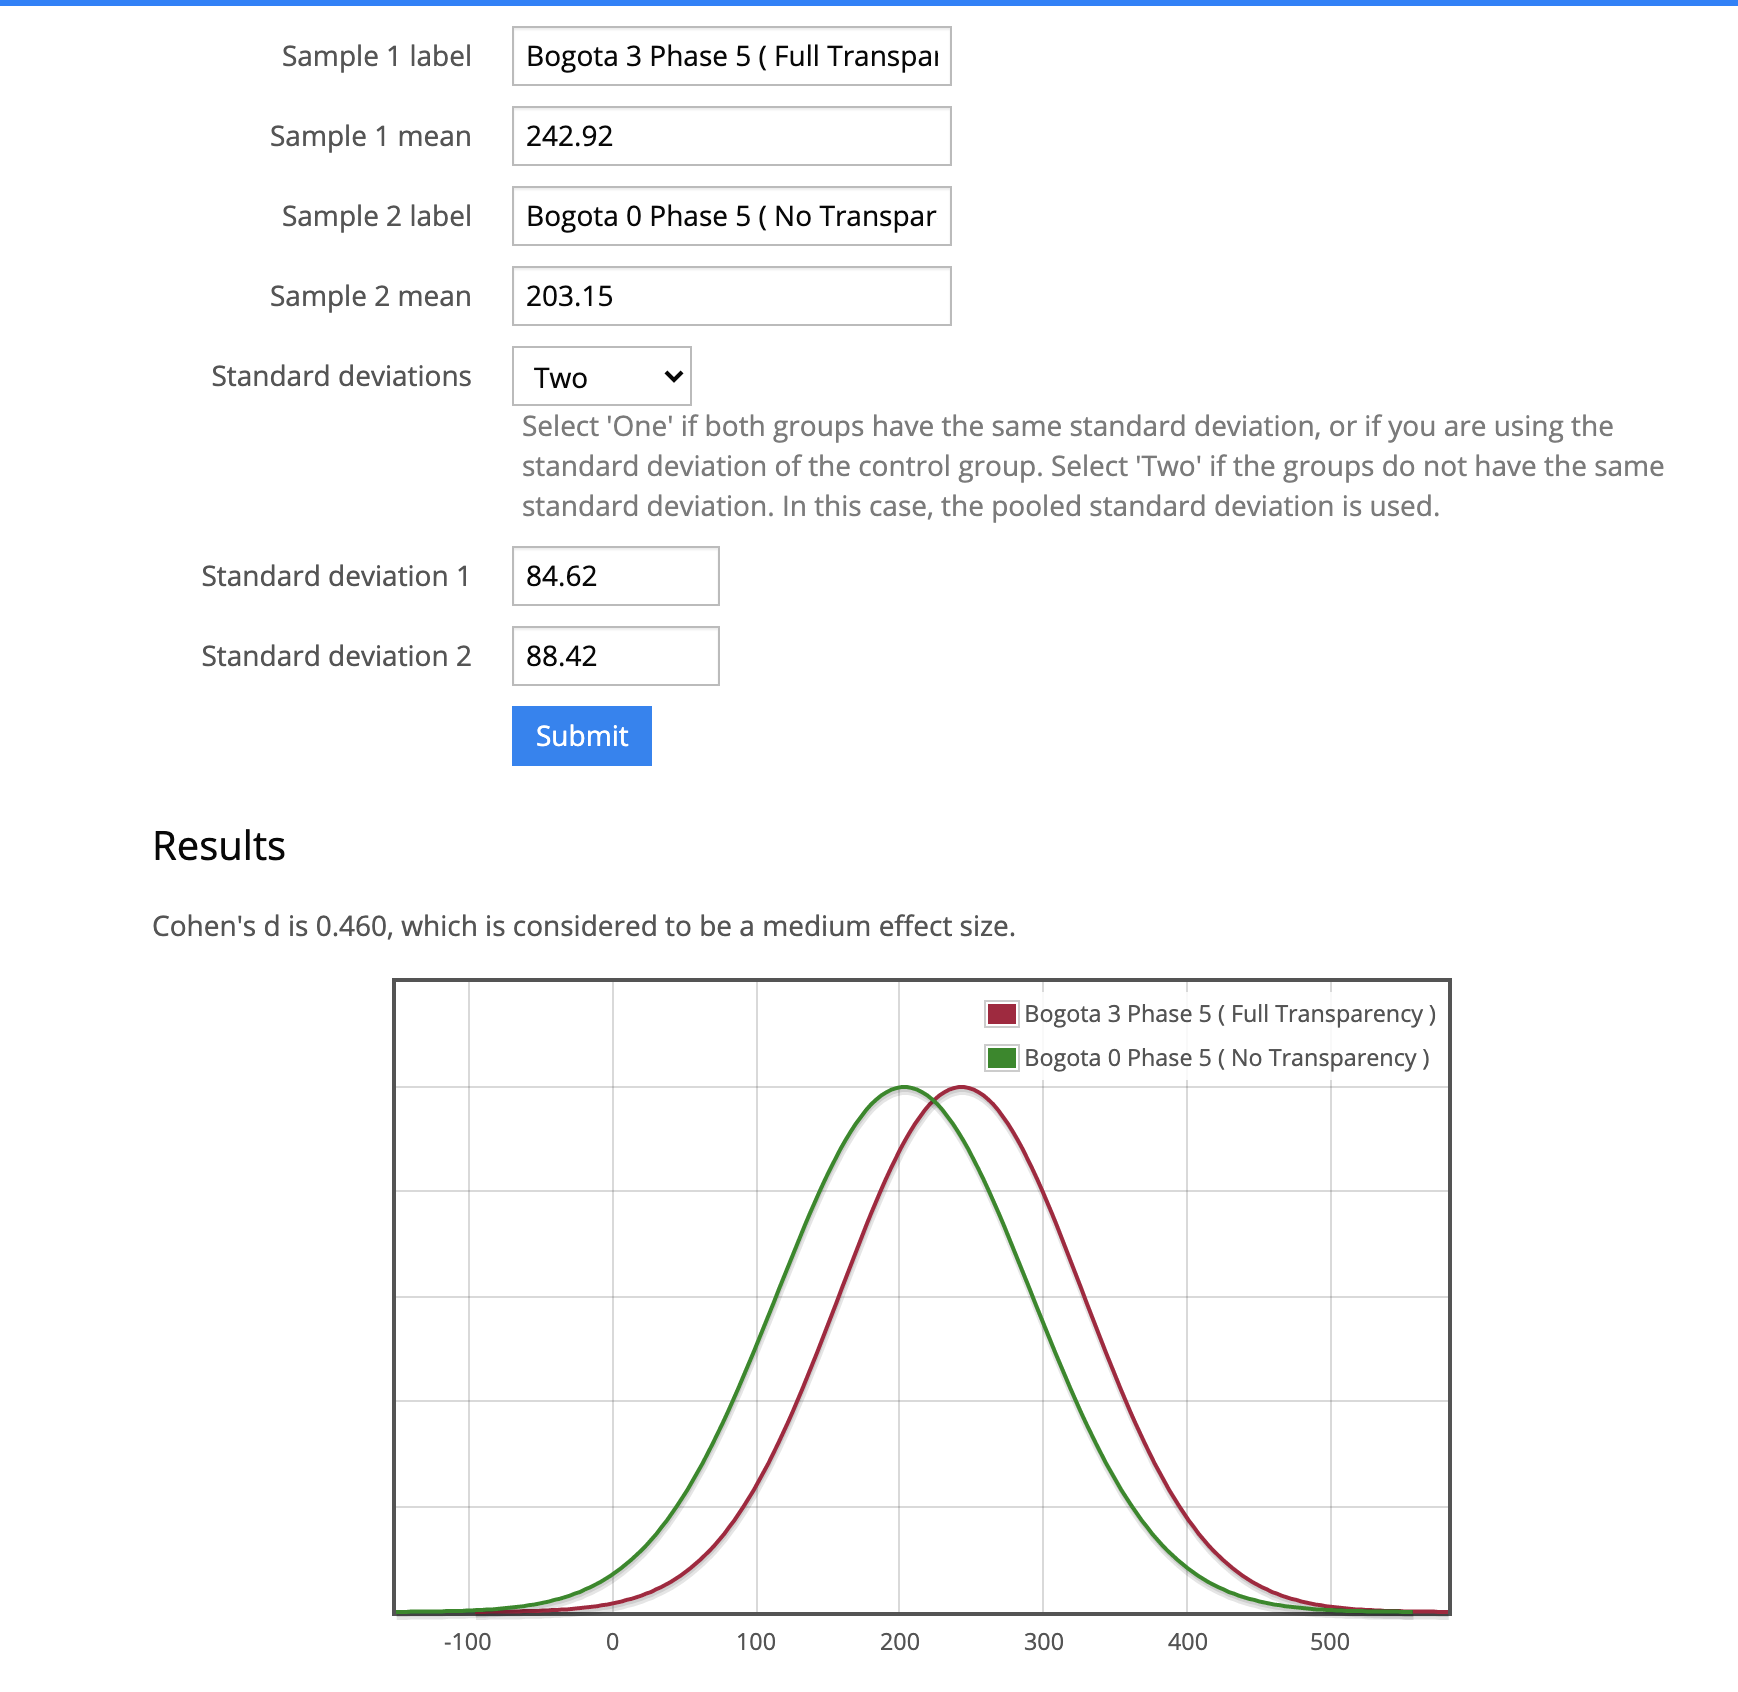 Sample 1 label
Bogota 3 Phase 5 ( Full Transpar
Sample 1 mean
242.92
Sample 2 label
Bogota 0 Phase 5 ( No Transpar
Sample 2 mean
203.15
Standard deviations
Two
Select 'One' if both groups have the same standard deviation, or if you are using the
standard deviation of the control group. Select 'Two' if the groups do not have the same
standard deviation. In this case, the pooled standard deviation is used.
Standard deviation 1
84.62
Standard deviation 2
88.42
Submit
Results
Cohen's d is 0.460, which is considered to be a medium effect size.
Bogota 3 Phase 5 ( Full Transparency )
Bogota 0 Phase 5 ( No Transparency )
-100 0 100 200 300 400 500